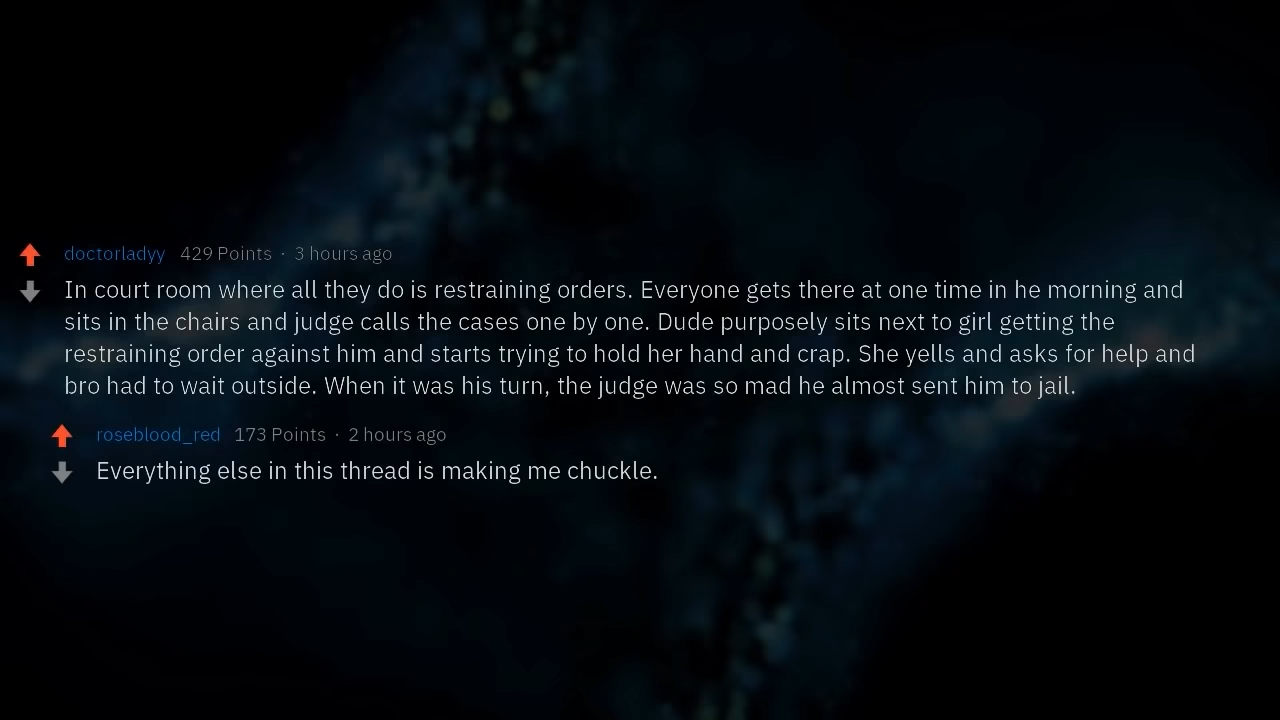 doctorladyy 429 Points · 3 hours ago
In court room where all they do is restraining orders. Everyone gets there at one time in he morning and
sits in the chairs and judge calls the cases one by one. Dude purposely sits next to girl getting the
restraining order against him and starts trying to hold her hand and crap. She yells and asks for help and
bro had to wait outside. When it was his turn, the judge was so mad he almost sent him to jail.
roseblood_red 173 Points · 2 hours ago
Everything else in this thread is making me chuckle.